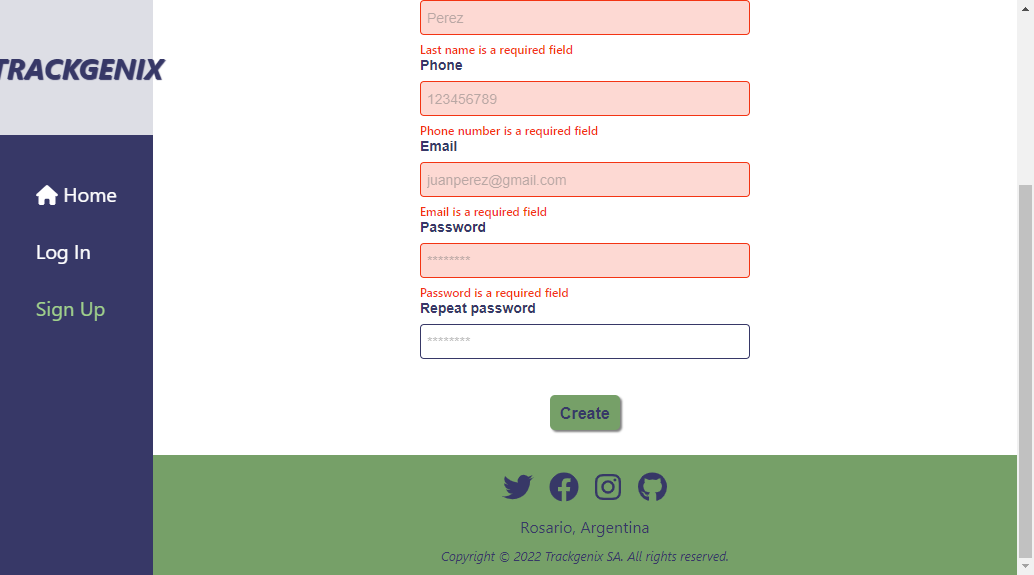 TRACKGENIX
Home
Log In
Sign Up
Perez
Last name is a required field
Phone
123456789
Phone number is a required field
Email
juanperez@gmail.com
Email is a required field
Password
********
Password is a required field
Repeat password
********
Create
Rosario, Argentina
Copyright © 2022 Trackgenix SA. All rights reserved.